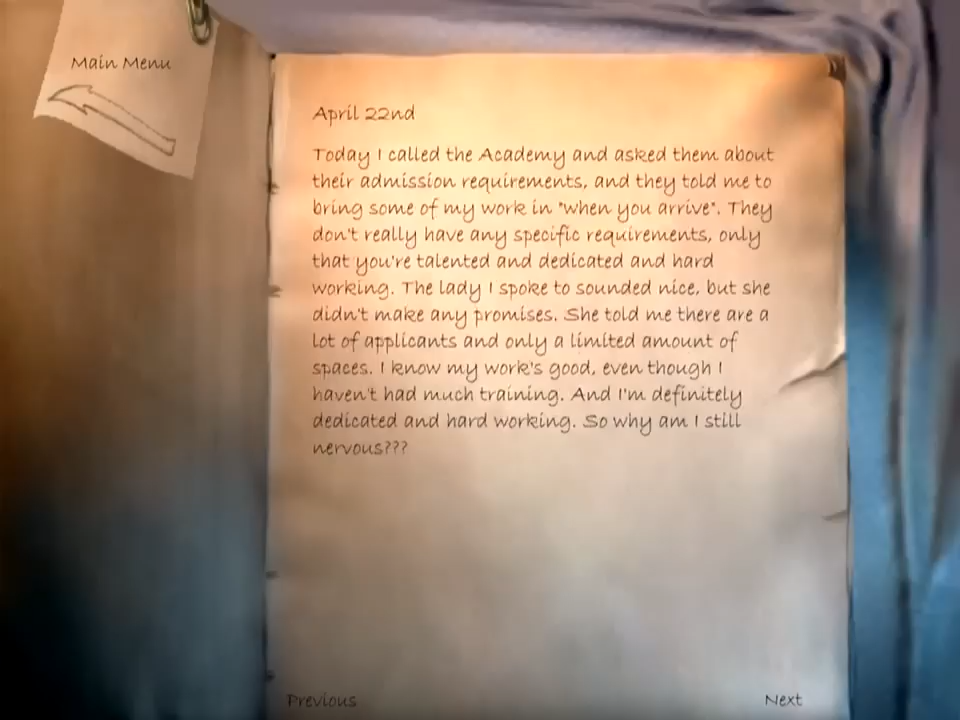 Main Menu
April 22nd
Today I called the Academy and asked them about
their admission requirements, and they told me to
bring some of my work in "when you arrive". They
don't really have any specific requirements, only
that you're talented and dedicated and hard
working. The lady I spoke to sounded nice, but she
didn't make any promises. She told me there are a
lot of applicants and only a limited amount of
spaces. I know my work's good, even though I
haven't had much training. And I'm definitely
dedicated and hard working. So why am I still
nervous???
Previous
Next